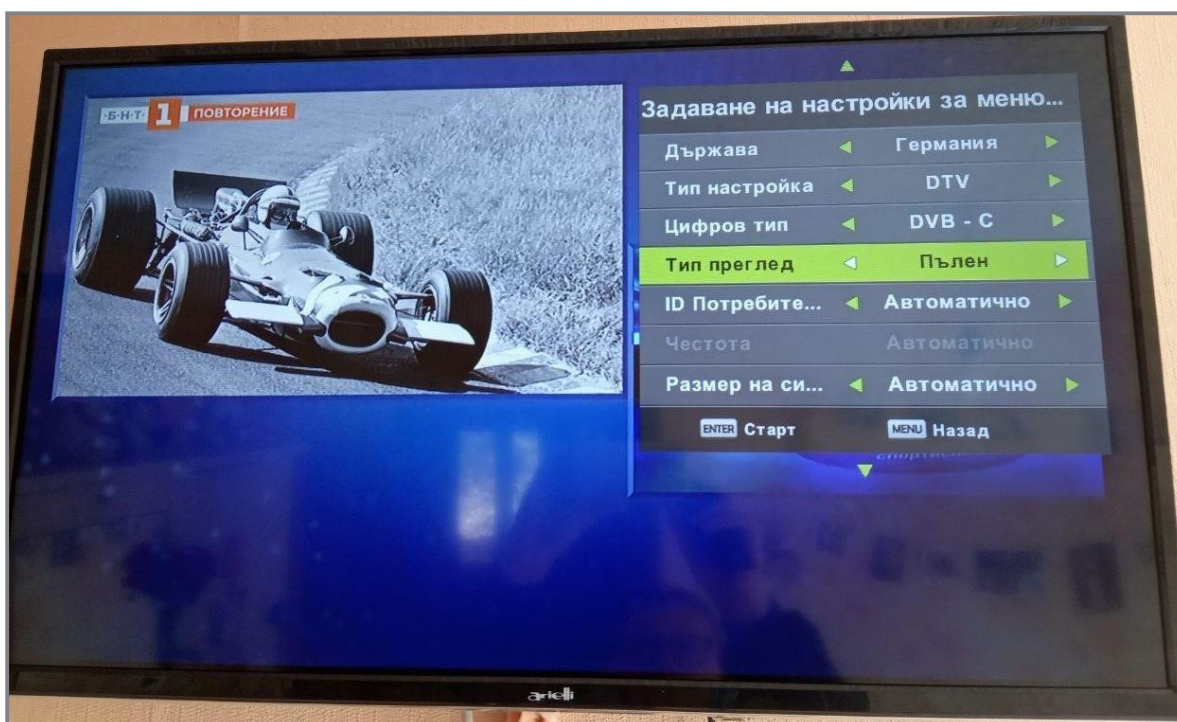 ·Б·Н·Т· 1 ПОВТОРЕНИЕ
Задаване на настройки за меню...
Държава Германия
Тип настройка DTV
Цифров тип DVB - C
Тип преглед Пълен
ID Потребите... Автоматично
Честота Автоматично
Размер на си... Автоматично
ENTER Старт MENU Назад
arielli